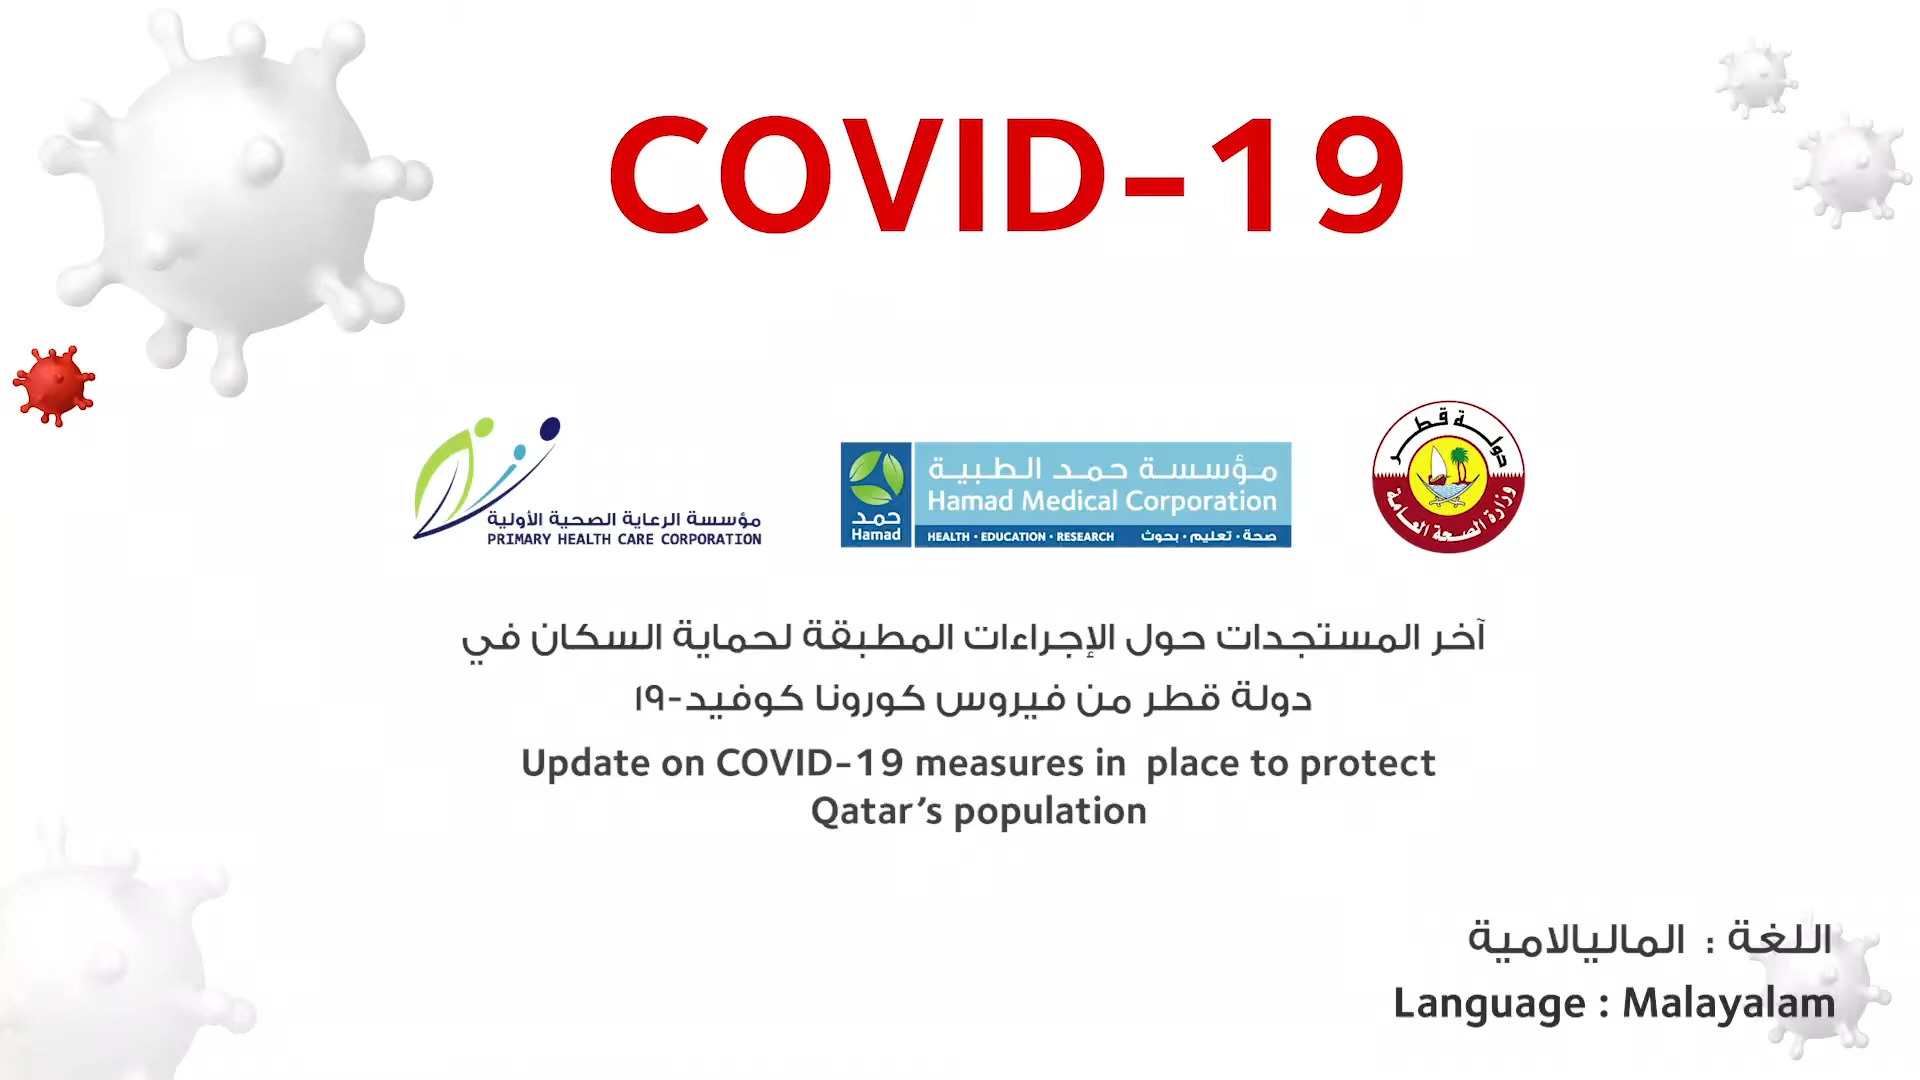 COVID-19
مؤسسة الرعاية الصحية الأولية
PRIMARY HEALTH CARE CORPORATION
حمد
Hamad
مؤسسة حمد الطبية
Hamad Medical Corporation
HEALTH • EDUCATION • RESEARCH صحة • تعليم • بحوث
دولة قطر
وزارة الصحة العامة
آخر المستجدات حول الإجراءات المطبقة لحماية السكان في
دولة قطر من فيروس كورونا كوفيد-١٩
Update on COVID-19 measures in place to protect
Qatar’s population
اللغة : الماليالامية
Language : Malayalam